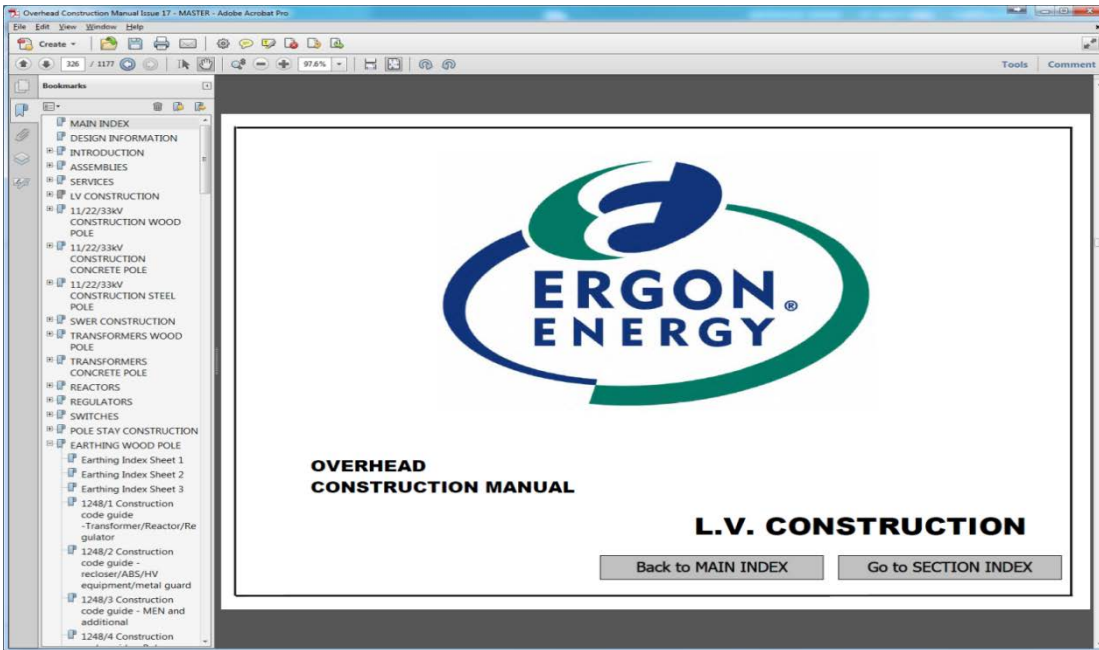 Overhead Construction Manual Issue 17 - MASTER - Adobe Acrobat Pro
File Edit View Window Help
Create
326 / 1177
97.6%
Tools Comment
Bookmarks
MAIN INDEX
DESIGN INFORMATION
INTRODUCTION
ASSEMBLIES
SERVICES
LV CONSTRUCTION
11/22/33kV
CONSTRUCTION WOOD
POLE
11/22/33kV
CONSTRUCTION
CONCRETE POLE
11/22/33kV
CONSTRUCTION STEEL
POLE
SWER CONSTRUCTION
TRANSFORMERS WOOD
POLE
TRANSFORMERS
CONCRETE POLE
REACTORS
REGULATORS
SWITCHES
POLE STAY CONSTRUCTION
EARTHING WOOD POLE
Earthing Index Sheet 1
Earthing Index Sheet 2
Earthing Index Sheet 3
1248/1 Construction
code guide
-Transformer/Reactor/Re
gulator
1248/2 Construction
code guide -
recloser/ABS/HV
equipment/metal guard
1248/3 Construction
code guide - MEN and
additional
1248/4 Construction
ERGON®
ENERGY
OVERHEAD
CONSTRUCTION MANUAL
L.V. CONSTRUCTION
Back to MAIN INDEX Go to SECTION INDEX